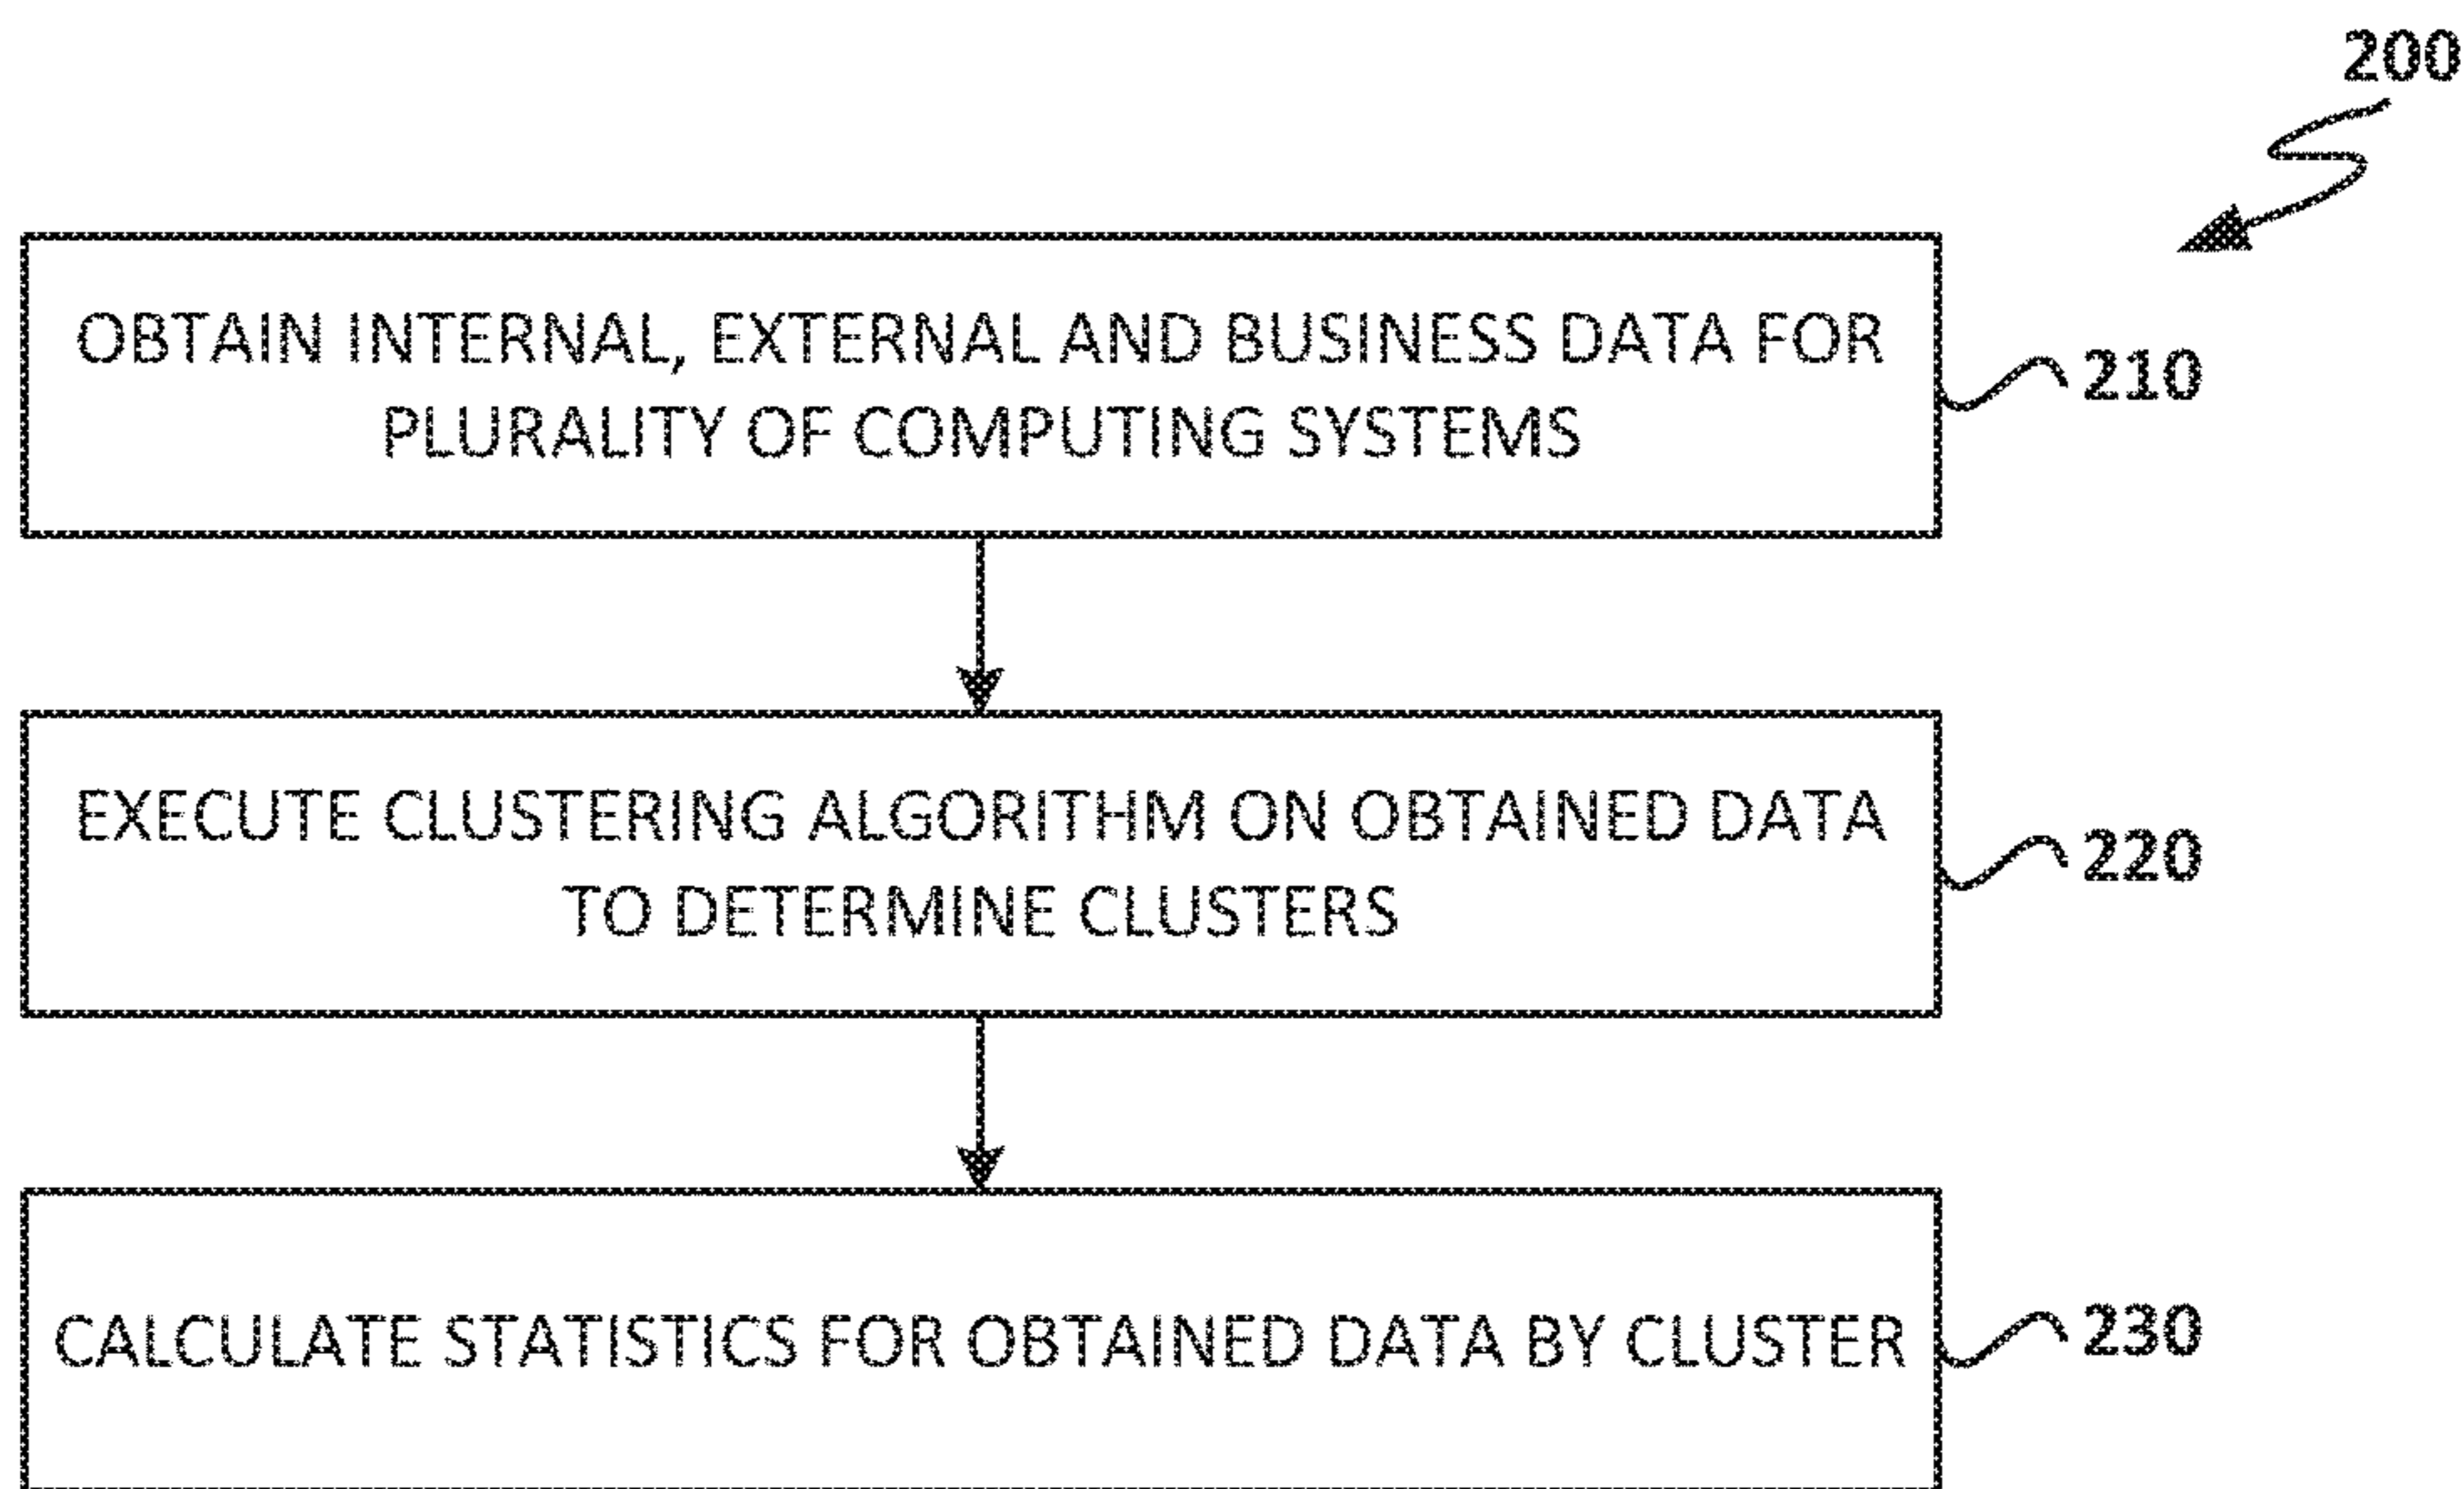 200
OBTAIN INTERNAL, EXTERNAL AND BUSINESS DATA FOR
PLURALITY OF COMPUTING SYSTEMS
210
EXECUTE CLUSTERING ALGORITHM ON OBTAINED DATA
TO DETERMINE CLUSTERS
220
CALCULATE STATISTICS FOR OBTAINED DATA BY CLUSTER
230